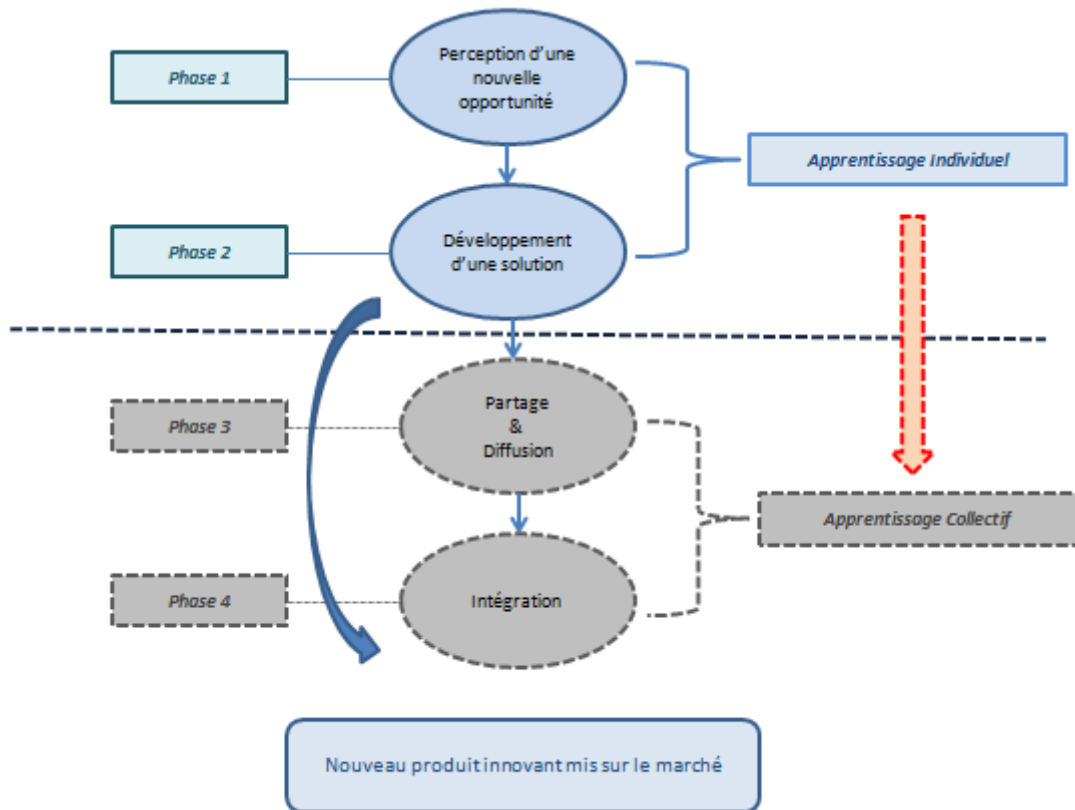 Phase 1
Perception d'une
nouvelle
opportunité
Apprentissage Individuel
Phase 2
Développement
d'une solution
Phase 3
Partage
&
Diffusion
Apprentissage Collectif
Phase 4
Intégration
Nouveau produit innovant mis sur le marché